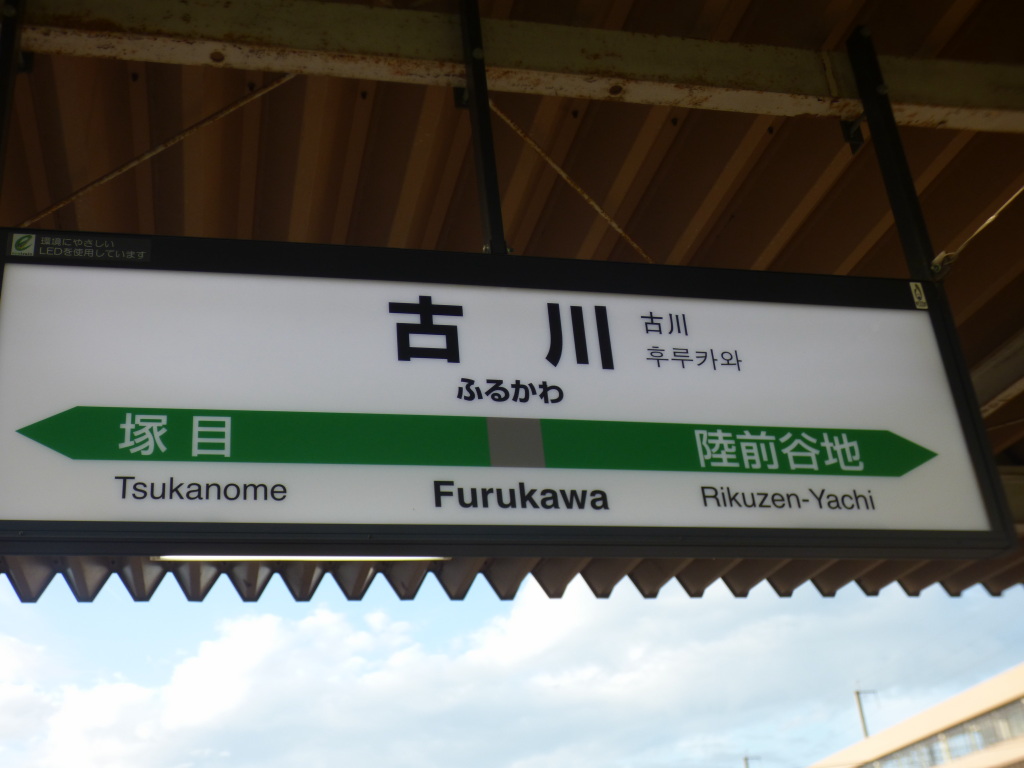 環境にやさしい
LEDを使用しています
古川
古川
후루카와
ふるかわ
塚目
陸前谷地
Tsukanome
Furukawa
Rikuzen-Yachi